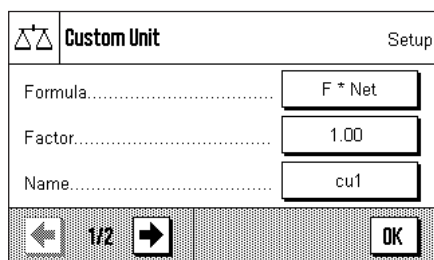 Custom Unit Setup
Formula................................ F * Net
Factor.................................. 1.00
Name................................... cu1
1/2 OK